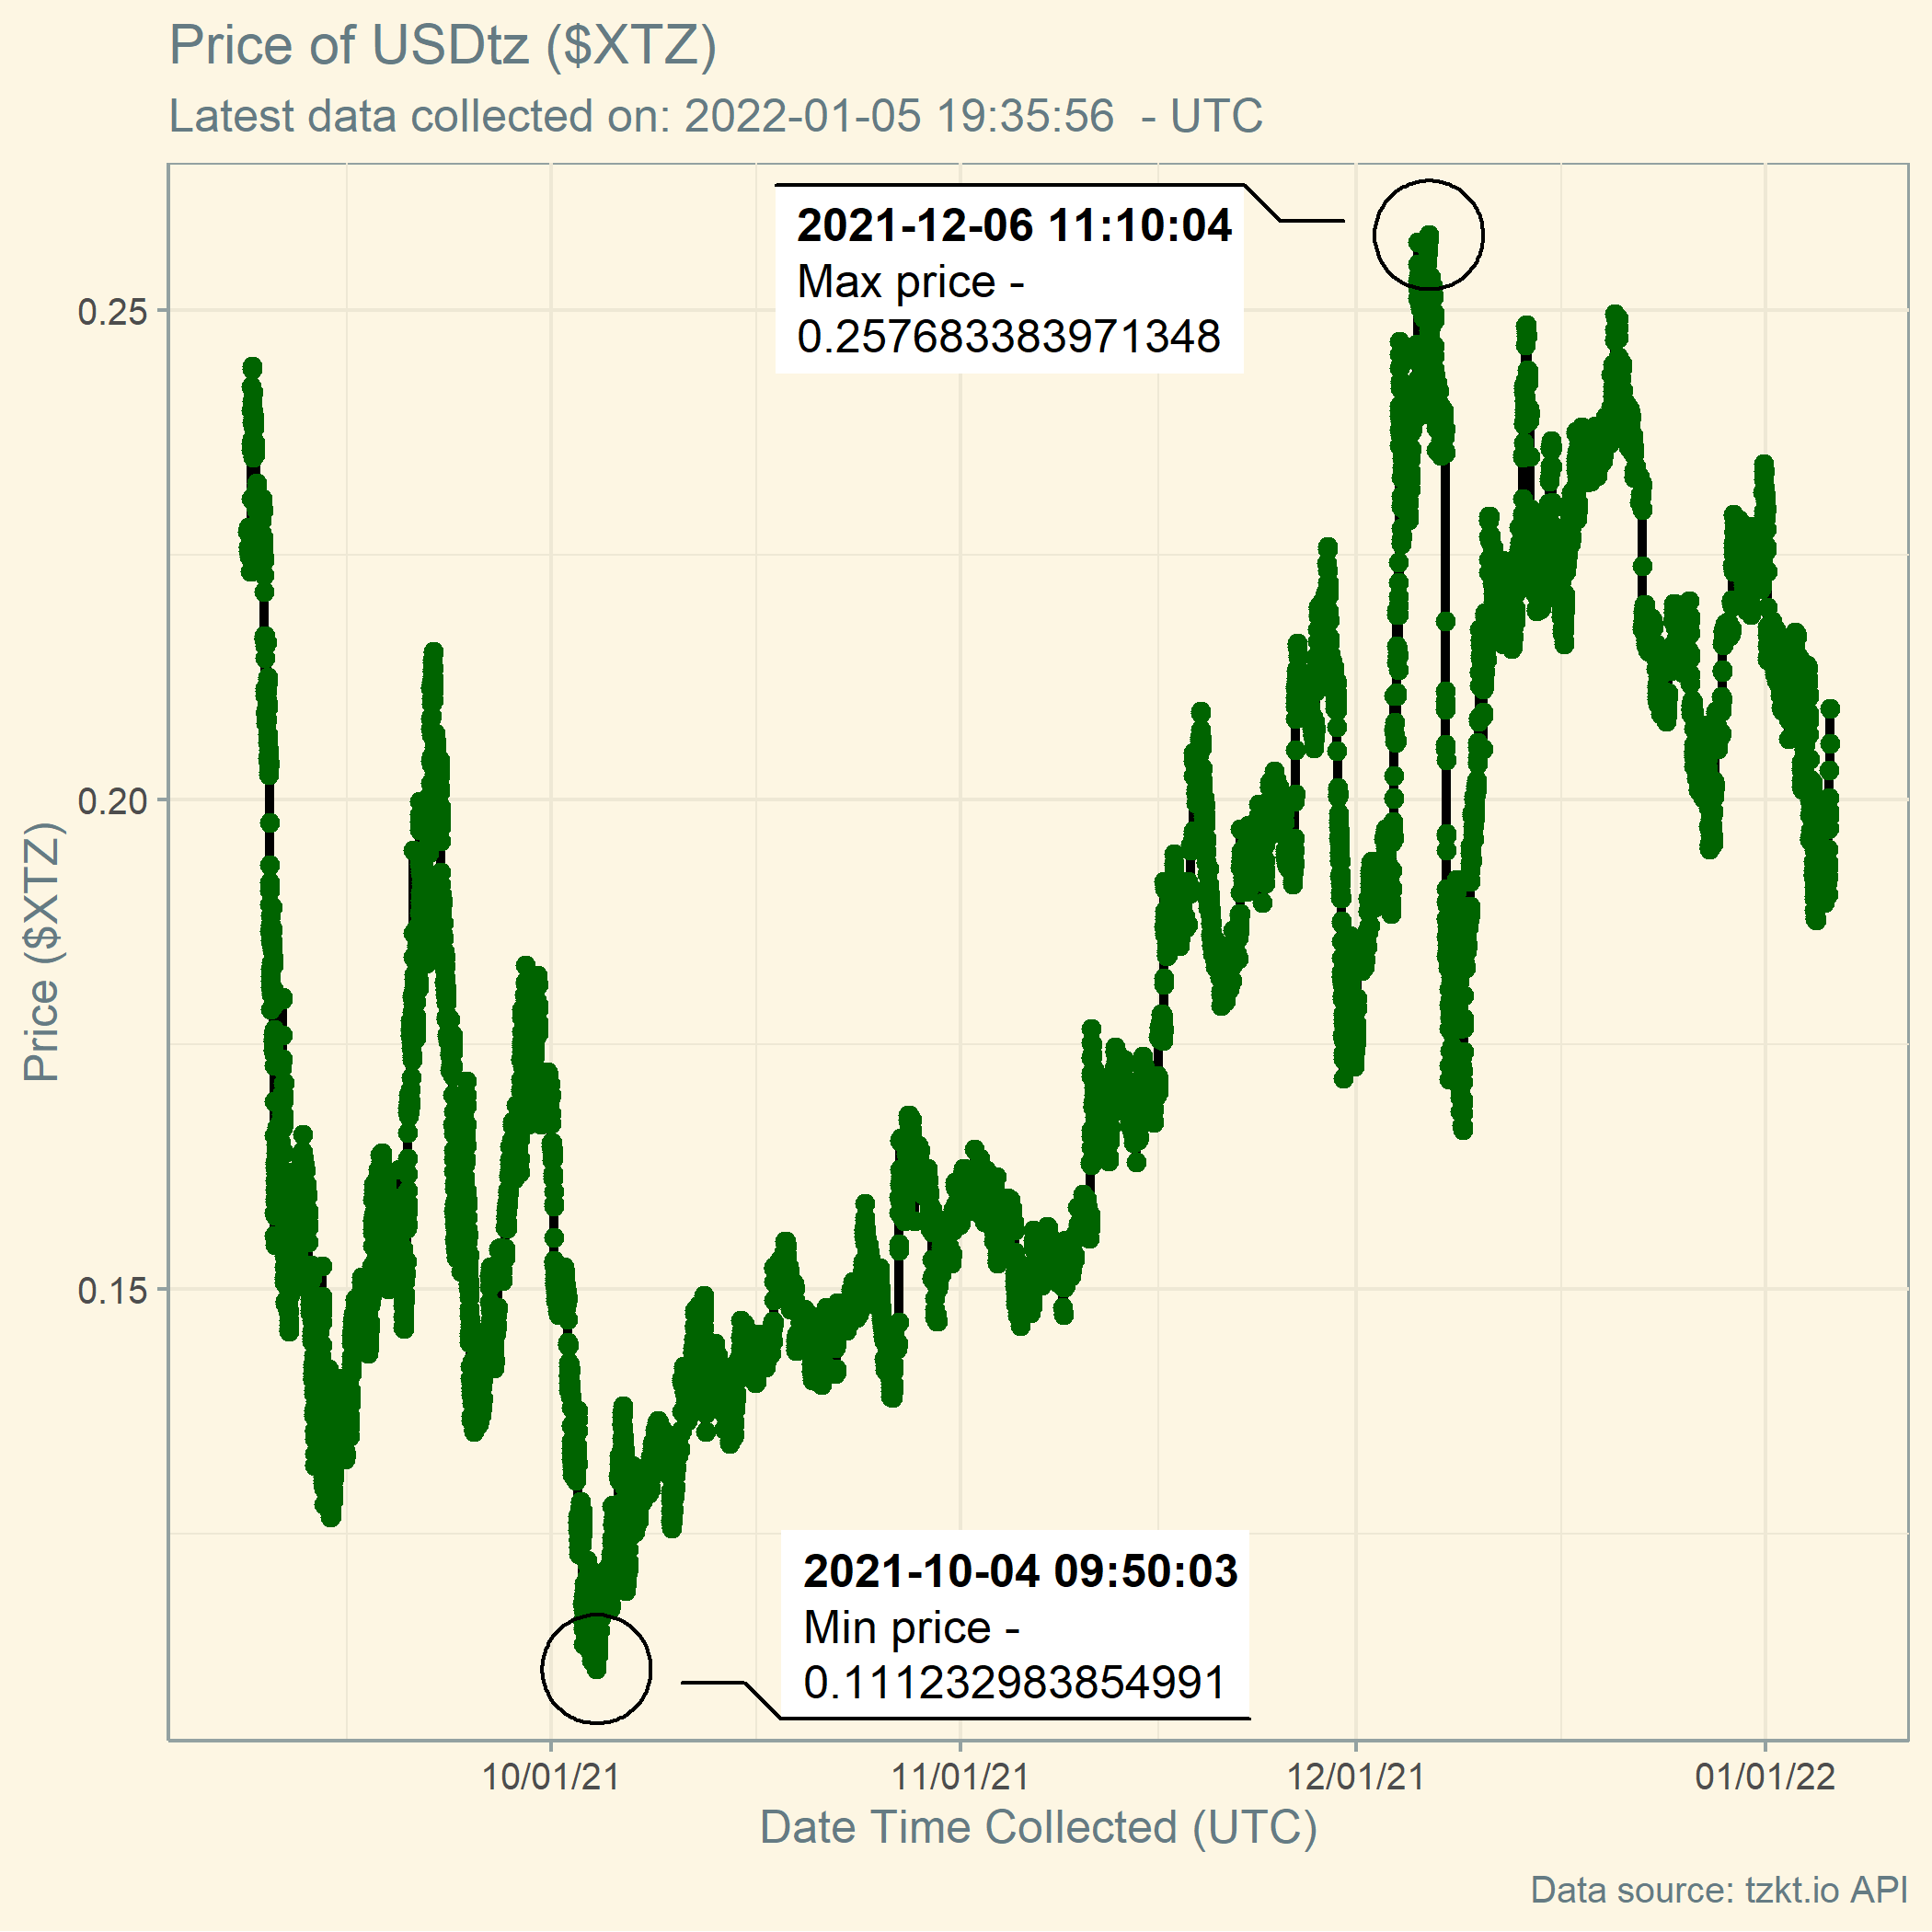 Price of USDtz ($XTZ)
Latest data collected on: 2022-01-05 19:35:56  - UTC
2021-12-06 11:10:04
Max price -
0.257683383971348
0.25
0.20
0.15
Price ($XTZ)
2021-10-04 09:50:03
Min price -
0.111232983854991
10/01/21
11/01/21
12/01/21
01/01/22
Date Time Collected (UTC)
Data source: tzkt.io API